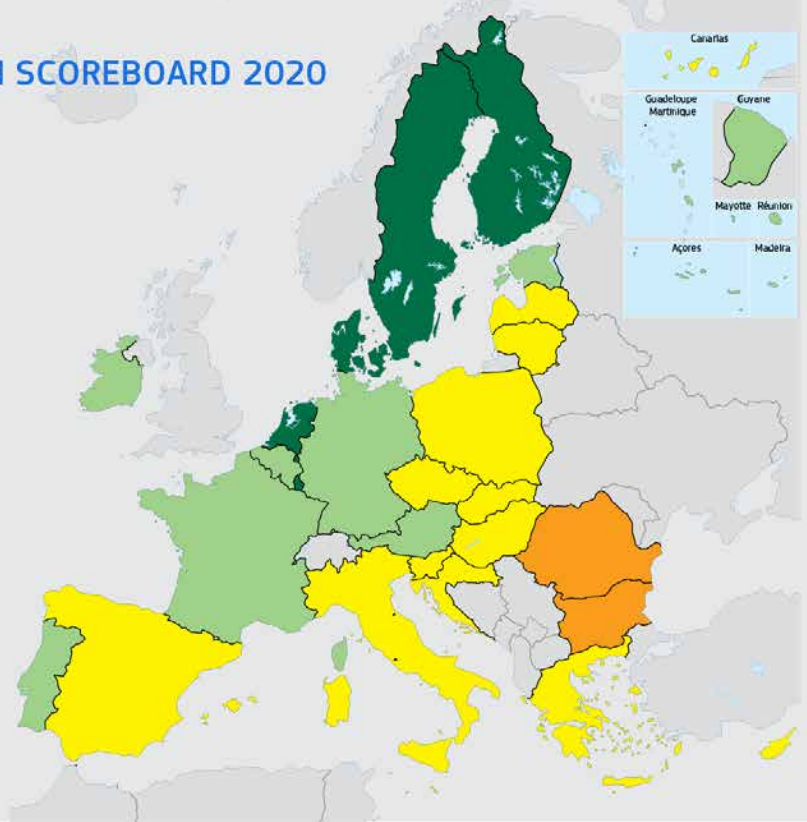 SCOREBOARD 2020
Canarias
Guadeloupe
Martinique
Guyane
Mayotte Réunion
Açores
Madeira